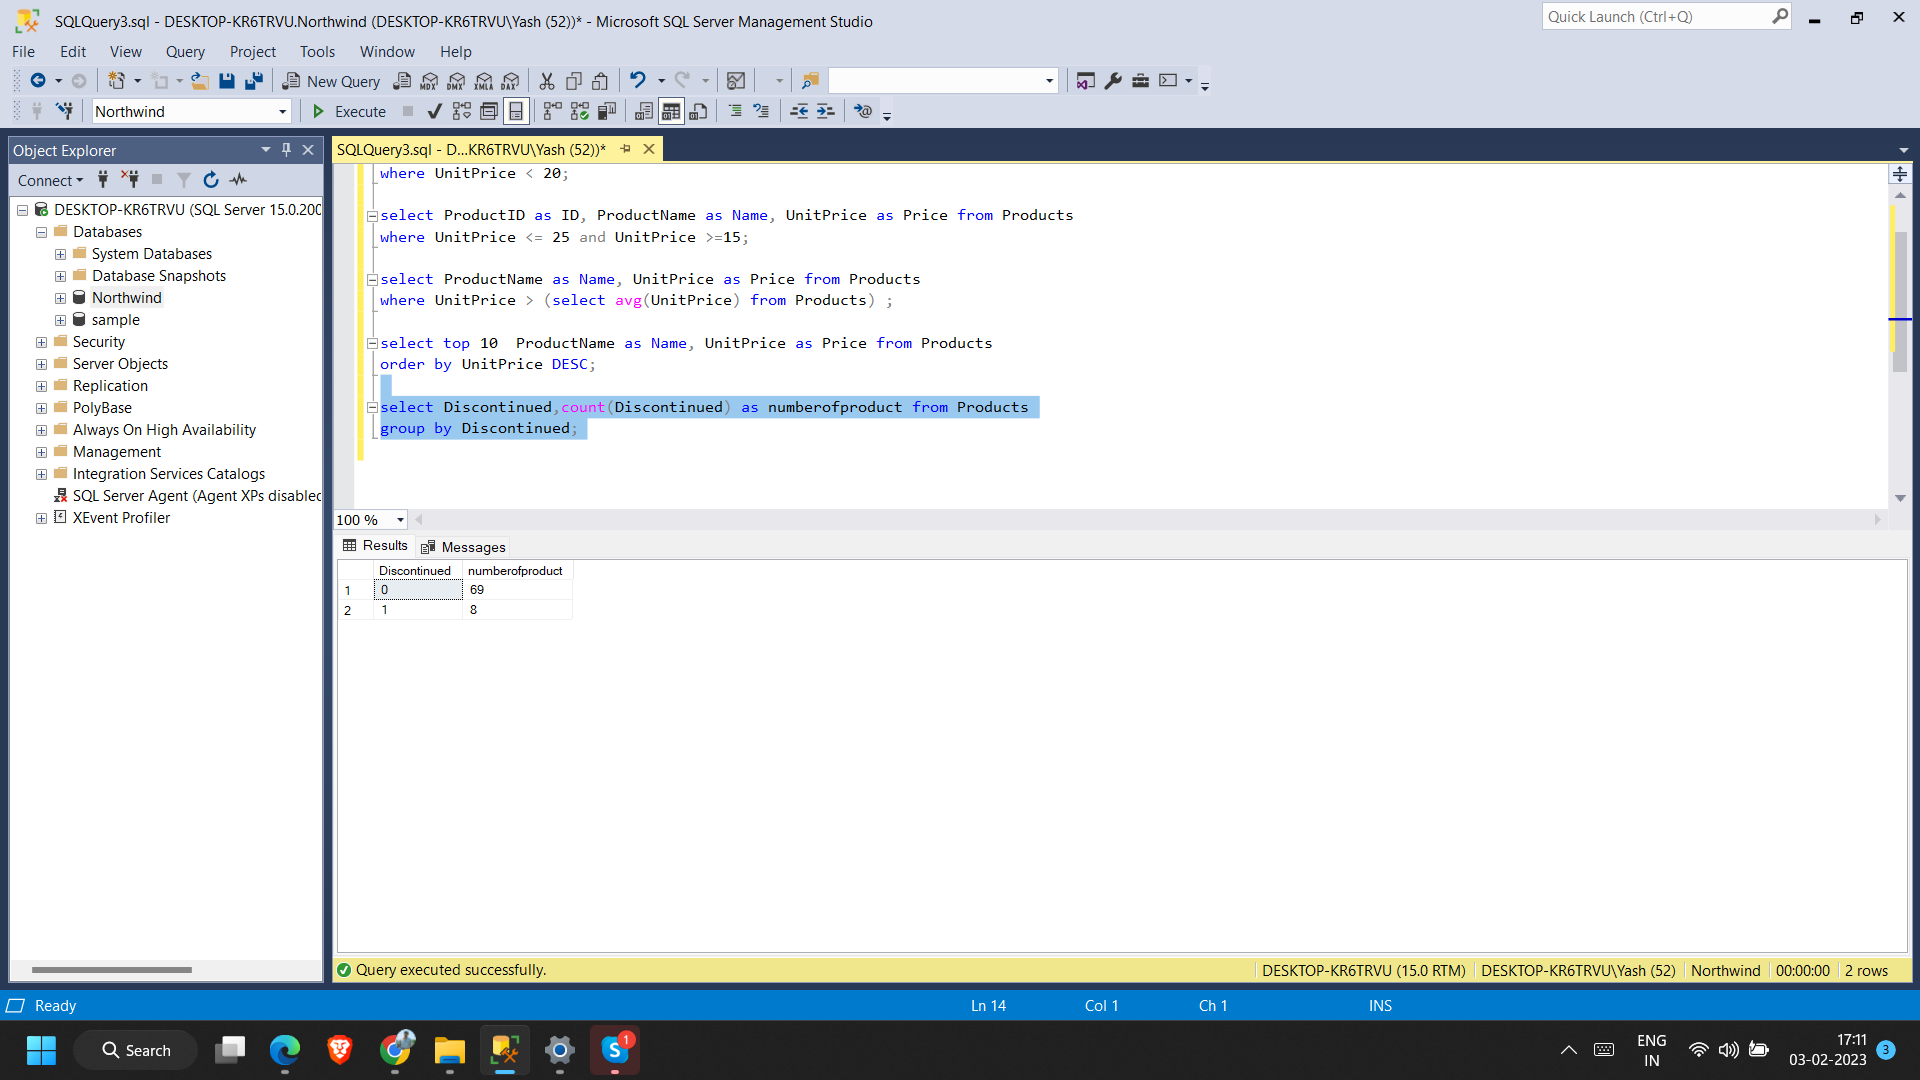 SQLQuery3.sql - DESKTOP-KR6TRVU.Northwind (DESKTOP-KR6TRVU\Yash (52))* - Microsoft SQL Server Management Studio
Quick Launch (Ctrl+Q)
File Edit View Query Project Tools Window Help
New Query MDX DMX XMLA DAX
Northwind Execute
Object Explorer
SQLQuery3.sql - D...KR6TRVU\Yash (52))*
Connect
DESKTOP-KR6TRVU (SQL Server 15.0.200
Databases
System Databases
Database Snapshots
Northwind
sample
Security
Server Objects
Replication
PolyBase
Always On High Availability
Management
Integration Services Catalogs
SQL Server Agent (Agent XPs disabled
XEvent Profiler
where UnitPrice < 20;
select ProductID as ID, ProductName as Name, UnitPrice as Price from Products
where UnitPrice <= 25 and UnitPrice >=15;
select ProductName as Name, UnitPrice as Price from Products
where UnitPrice > (select avg(UnitPrice) from Products) ;
select top 10  ProductName as Name, UnitPrice as Price from Products
order by UnitPrice DESC;
select Discontinued,count(Discontinued) as numberofproduct from Products
group by Discontinued;
100 %
Results Messages
Discontinued numberofproduct
1 0 69
2 1 8
Query executed successfully.
DESKTOP-KR6TRVU (15.0 RTM) DESKTOP-KR6TRVU\Yash (52) Northwind 00:00:00 2 rows
Ready Ln 14 Col 1 Ch 1 INS
Search
1
ENG
IN
17:11
03-02-2023
3